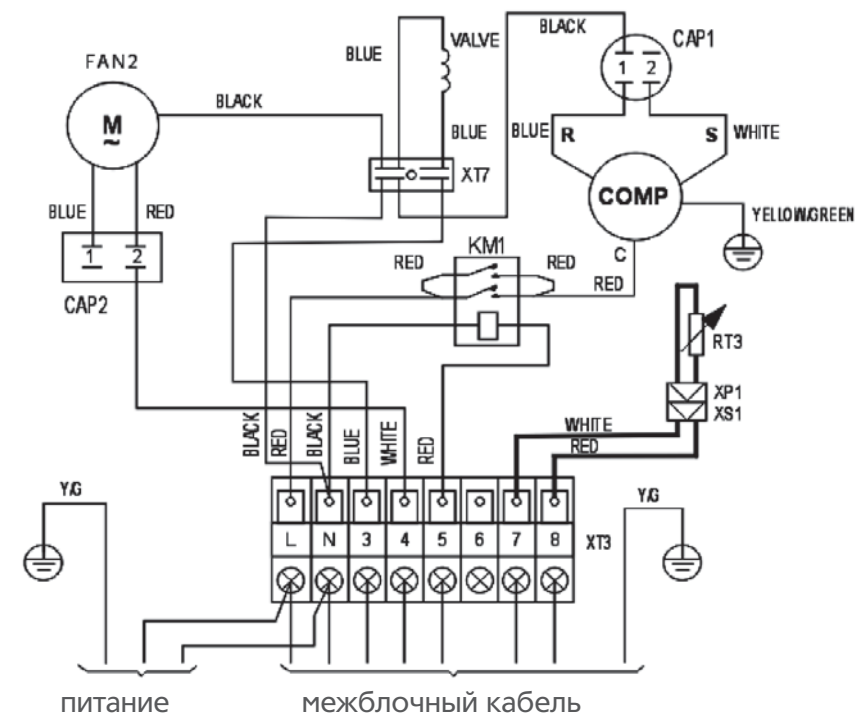 BLACK
CAP1
VALVE
BLUE
FAN2
1 2
BLACK
M
~
BLUE
BLUE R
S WHITE
XT7
COMP
BLUE
RED
YELLOW/GREEN
KM1
RED
RED
C
RED
1 2
CAP2
RT3
XP1
XS1
WHITE
RED
BLACK
RED
BLACK
BLUE
WHITE
RED
Y/G
Y/G
L N 3 4 5 6 7 8 XT3
питание
межблочный кабель